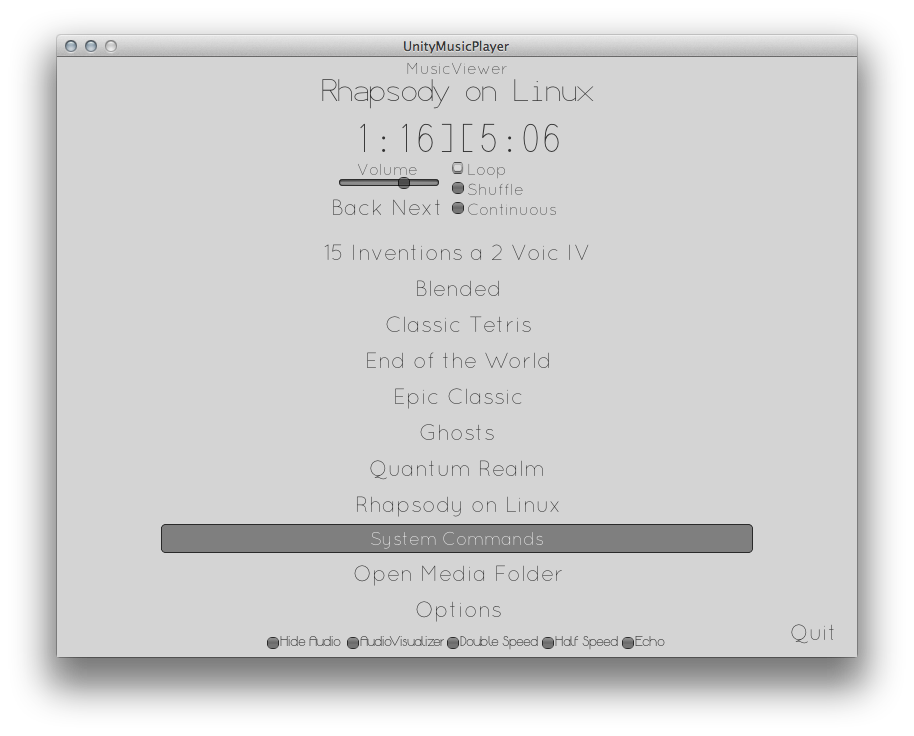 UnityMusicPlayer
MusicViewer
Rhapsody on Linux
1:16][5:06
Volume
Loop
Shuffle
Back Next
Continuous
15 Inventions a 2 Voic IV
Blended
Classic Tetris
End of the World
Epic Classic
Ghosts
Quantum Realm
Rhapsody on Linux
System Commands
Open Media Folder
Options
Quit
Hide Audio AudioVisualizer Double Speed Half Speed Echo